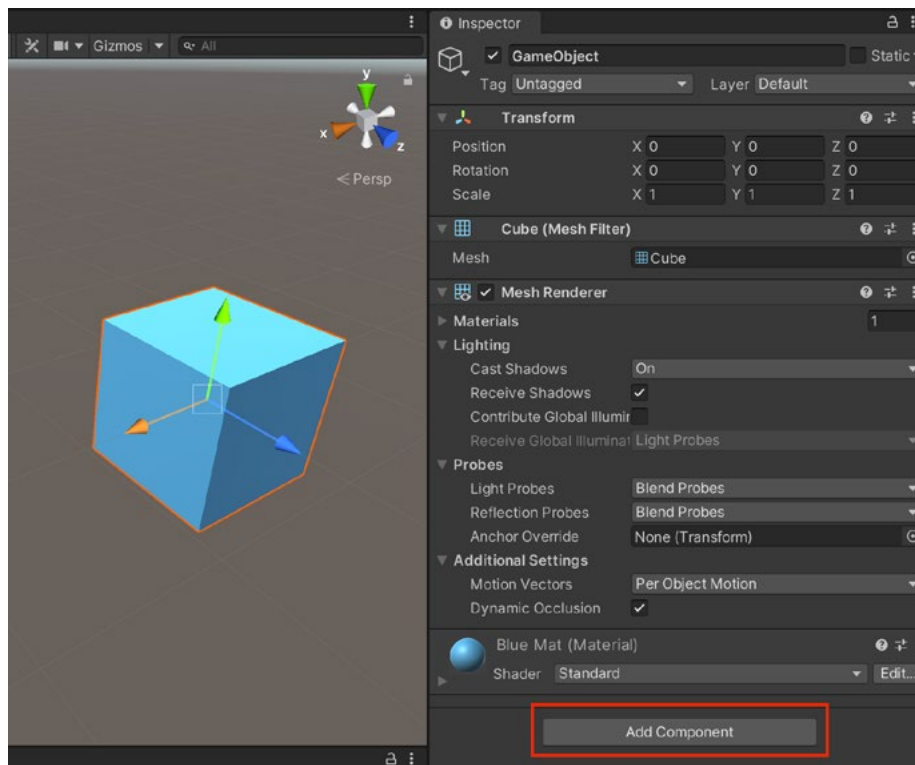 Inspector
Gizmos All
GameObject Static
Tag Untagged Layer Default
y
x
z
Persp
Transform
Position X 0 Y 0 Z 0
Rotation X 0 Y 0 Z 0
Scale X 1 Y 1 Z 1
Cube (Mesh Filter)
Mesh Cube
Mesh Renderer
Materials 1
Lighting
Cast Shadows On
Receive Shadows
Contribute Global Illumir
Receive Global Illuminat Light Probes
Probes
Light Probes Blend Probes
Reflection Probes Blend Probes
Anchor Override None (Transform)
Additional Settings
Motion Vectors Per Object Motion
Dynamic Occlusion
Blue Mat (Material)
Shader Standard Edit...
Add Component